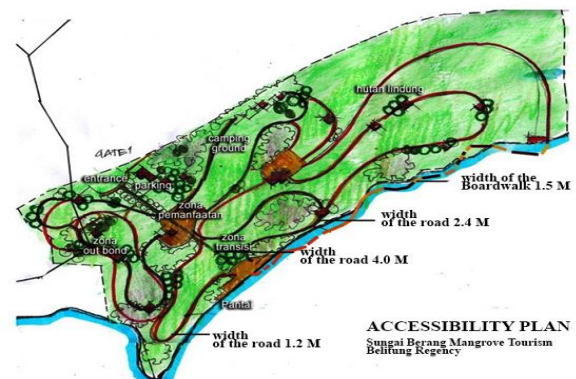 hutan lindung
camping
ground
GATE 1
entrance
parking
zona
pemanfaatan
zona
out bond
zona
transisi
Pantai
width of the
Boardwalk 1.5 M
width
of the road 2.4 M
width
of the road 4.0 M
width
of the road 1.2 M
ACCESSIBILITY PLAN
Sungai Berang Mangrove Tourism
Belitung Regency